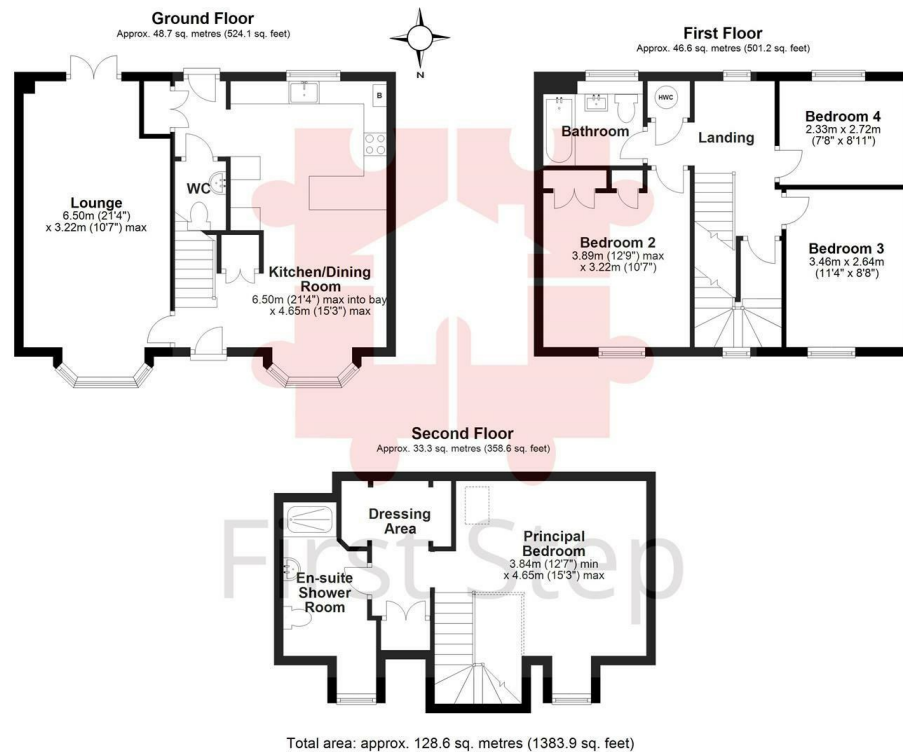 Ground Floor
Approx. 48.7 sq. metres (524.1 sq. feet)
N
First Floor
Approx. 46.6 sq. metres (501.2 sq. feet)
B
Lounge
6.50m (21'4")
x 3.22m (10'7") max
WC
Kitchen/Dining
Room
6.50m (21'4") max into bay
x 4.65m (15'3") max
Bathroom
HWC
Landing
Bedroom 4
2.33m x 2.72m
(7'8" x 8'11")
Bedroom 2
3.89m (12'9") max
x 3.22m (10'7")
Bedroom 3
3.46m x 2.64m
(11'4" x 8'8")
Second Floor
Approx. 33.3 sq. metres (358.6 sq. feet)
Dressing
Area
Principal
Bedroom
3.84m (12'7") min
x 4.65m (15'3") max
En-suite
Shower
Room
First Step
Total area: approx. 128.6 sq. metres (1383.9 sq. feet)